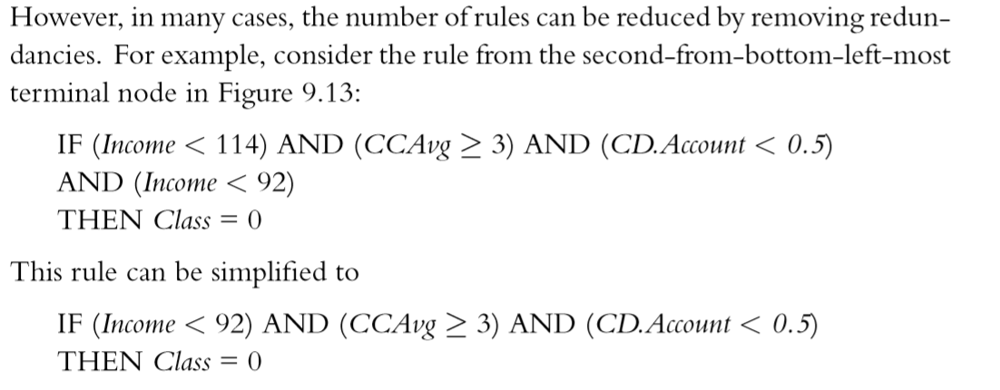 However, in many cases, the number of rules can be reduced by removing redun-
dancies. For example, consider the rule from the second-from-bottom-left-most
terminal node in Figure 9.13:
IF (Income < 114) AND (CCAvg ≥ 3) AND (CD.Account < 0.5)
AND (Income < 92)
THEN Class = 0
This rule can be simplified to
IF (Income < 92) AND (CCAvg ≥ 3) AND (CD.Account < 0.5)
THEN Class = 0